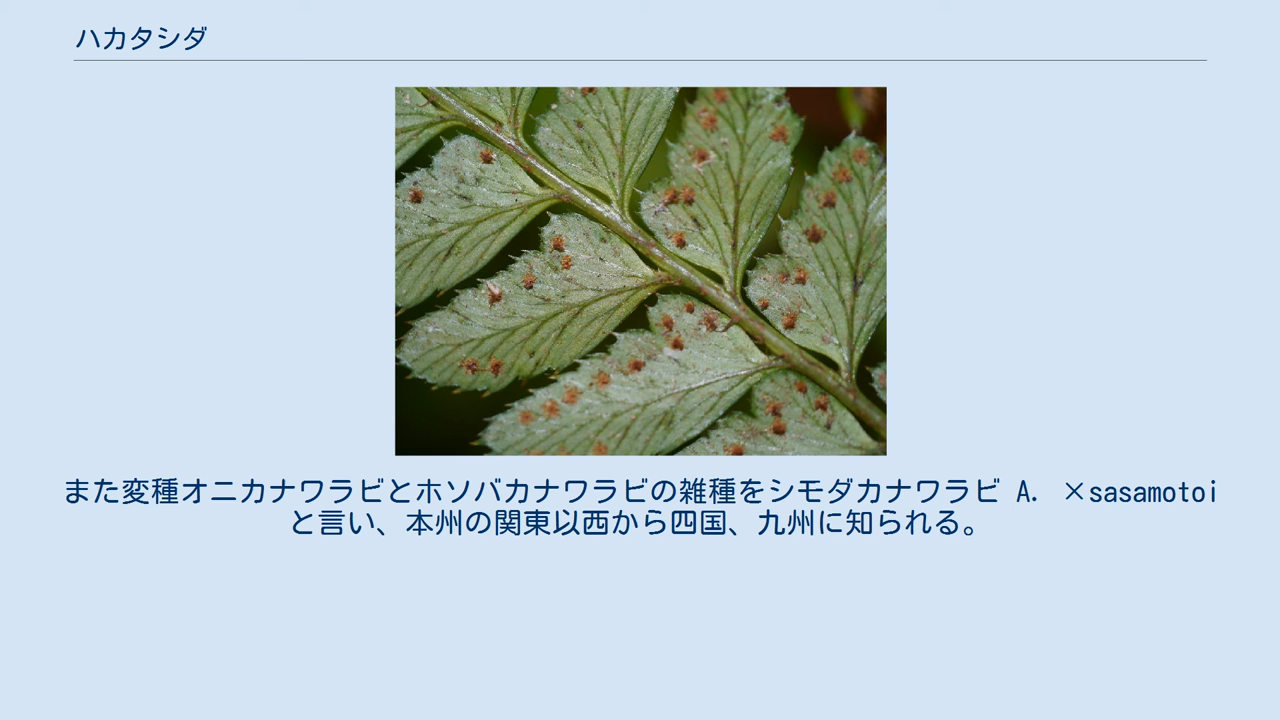 ハカタシダ
また変種オニカナワラビとホソバカナワラビの雑種をシモダカナワラビ A. ×sasamotoi
と言い、本州の関東以西から四国、九州に知られる。